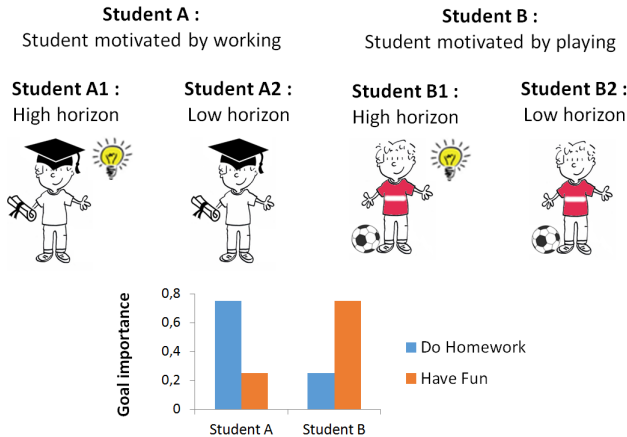 Student A :
Student motivated by working
Student B :
Student motivated by playing
Student A1 :
High horizon
Student A2 :
Low horizon
Student B1 :
High horizon
Student B2 :
Low horizon
Goal importance
0,8
0,6
0,4
0,2
0
Student A
Student B
Do Homework
Have Fun